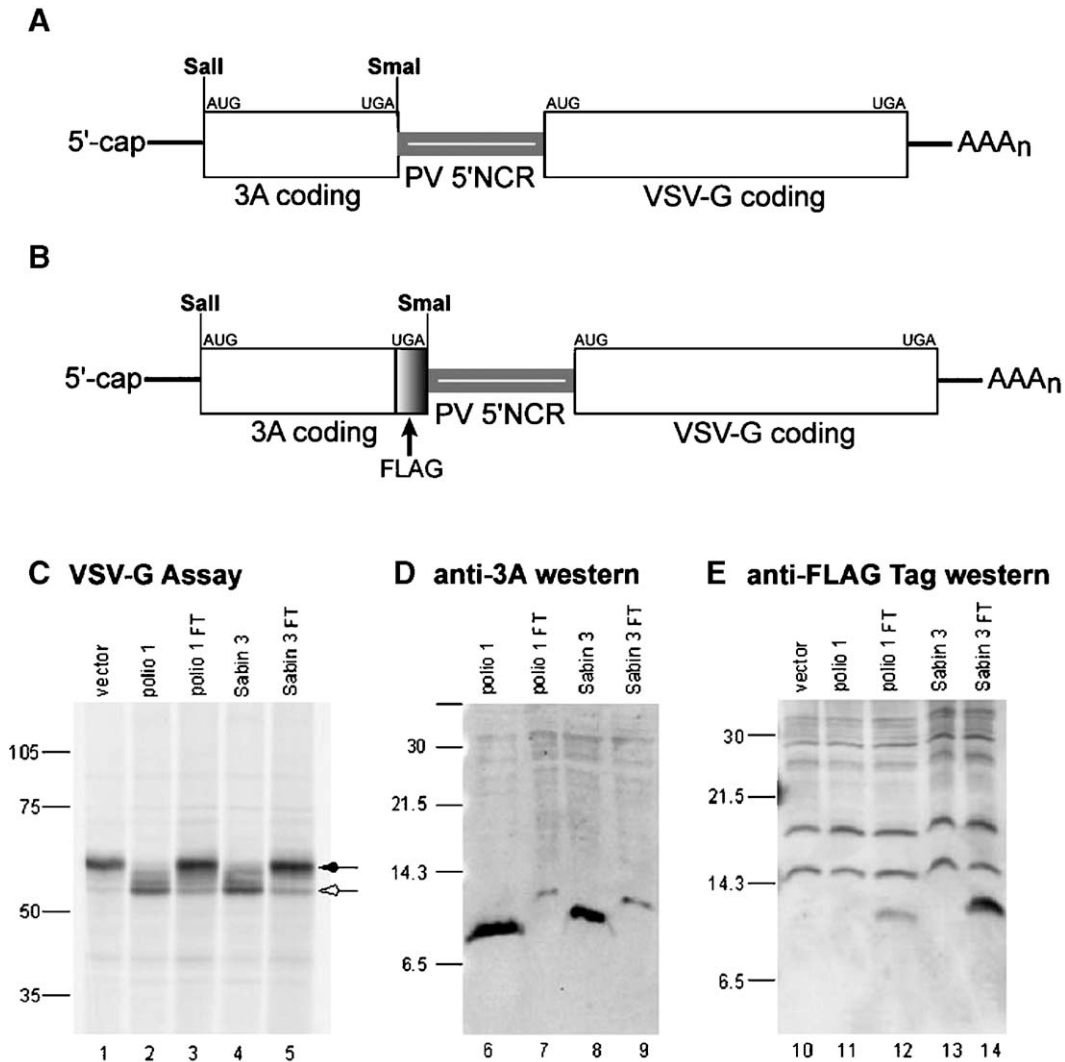 A
SalI SmaI
AUG UGA AUG UGA
5'-cap AAAn
3A coding PV 5'NCR VSV-G coding
B
SalI SmaI
AUG UGA AUG UGA
5'-cap AAAn
3A coding PV 5'NCR VSV-G coding
FLAG
C VSV-G Assay
vector
polio 1
polio 1 FT
Sabin 3
Sabin 3 FT
105
75
50
35
1 2 3 4 5
D anti-3A western
polio 1
polio 1 FT
Sabin 3
Sabin 3 FT
30
21.5
14.3
6.5
6 7 8 9
E anti-FLAG Tag western
vector
polio 1
polio 1 FT
Sabin 3
Sabin 3 FT
30
21.5
14.3
6.5
10 11 12 13 14